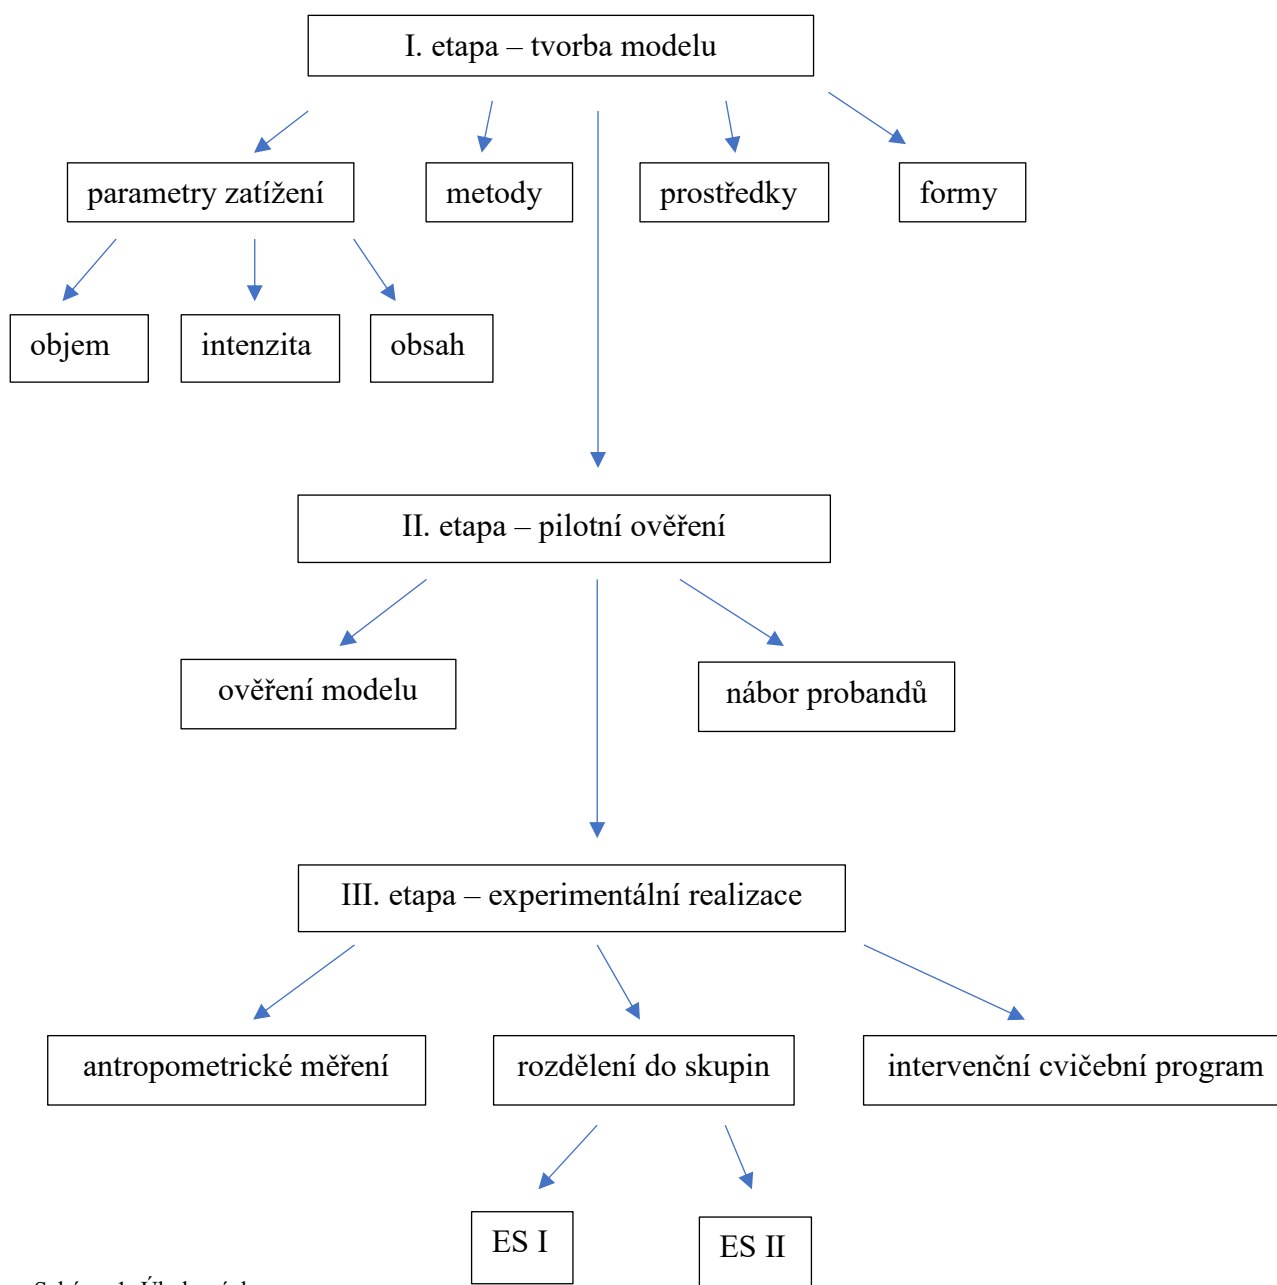 I. etapa – tvorba modelu
parametry zatížení
metody
prostředky
formy
objem
intenzita
obsah
II. etapa – pilotní ověření
ověření modelu
nábor probandů
III. etapa – experimentální realizace
antropometrické měření
rozdělení do skupin
intervenční cvičební program
ES I
ES II